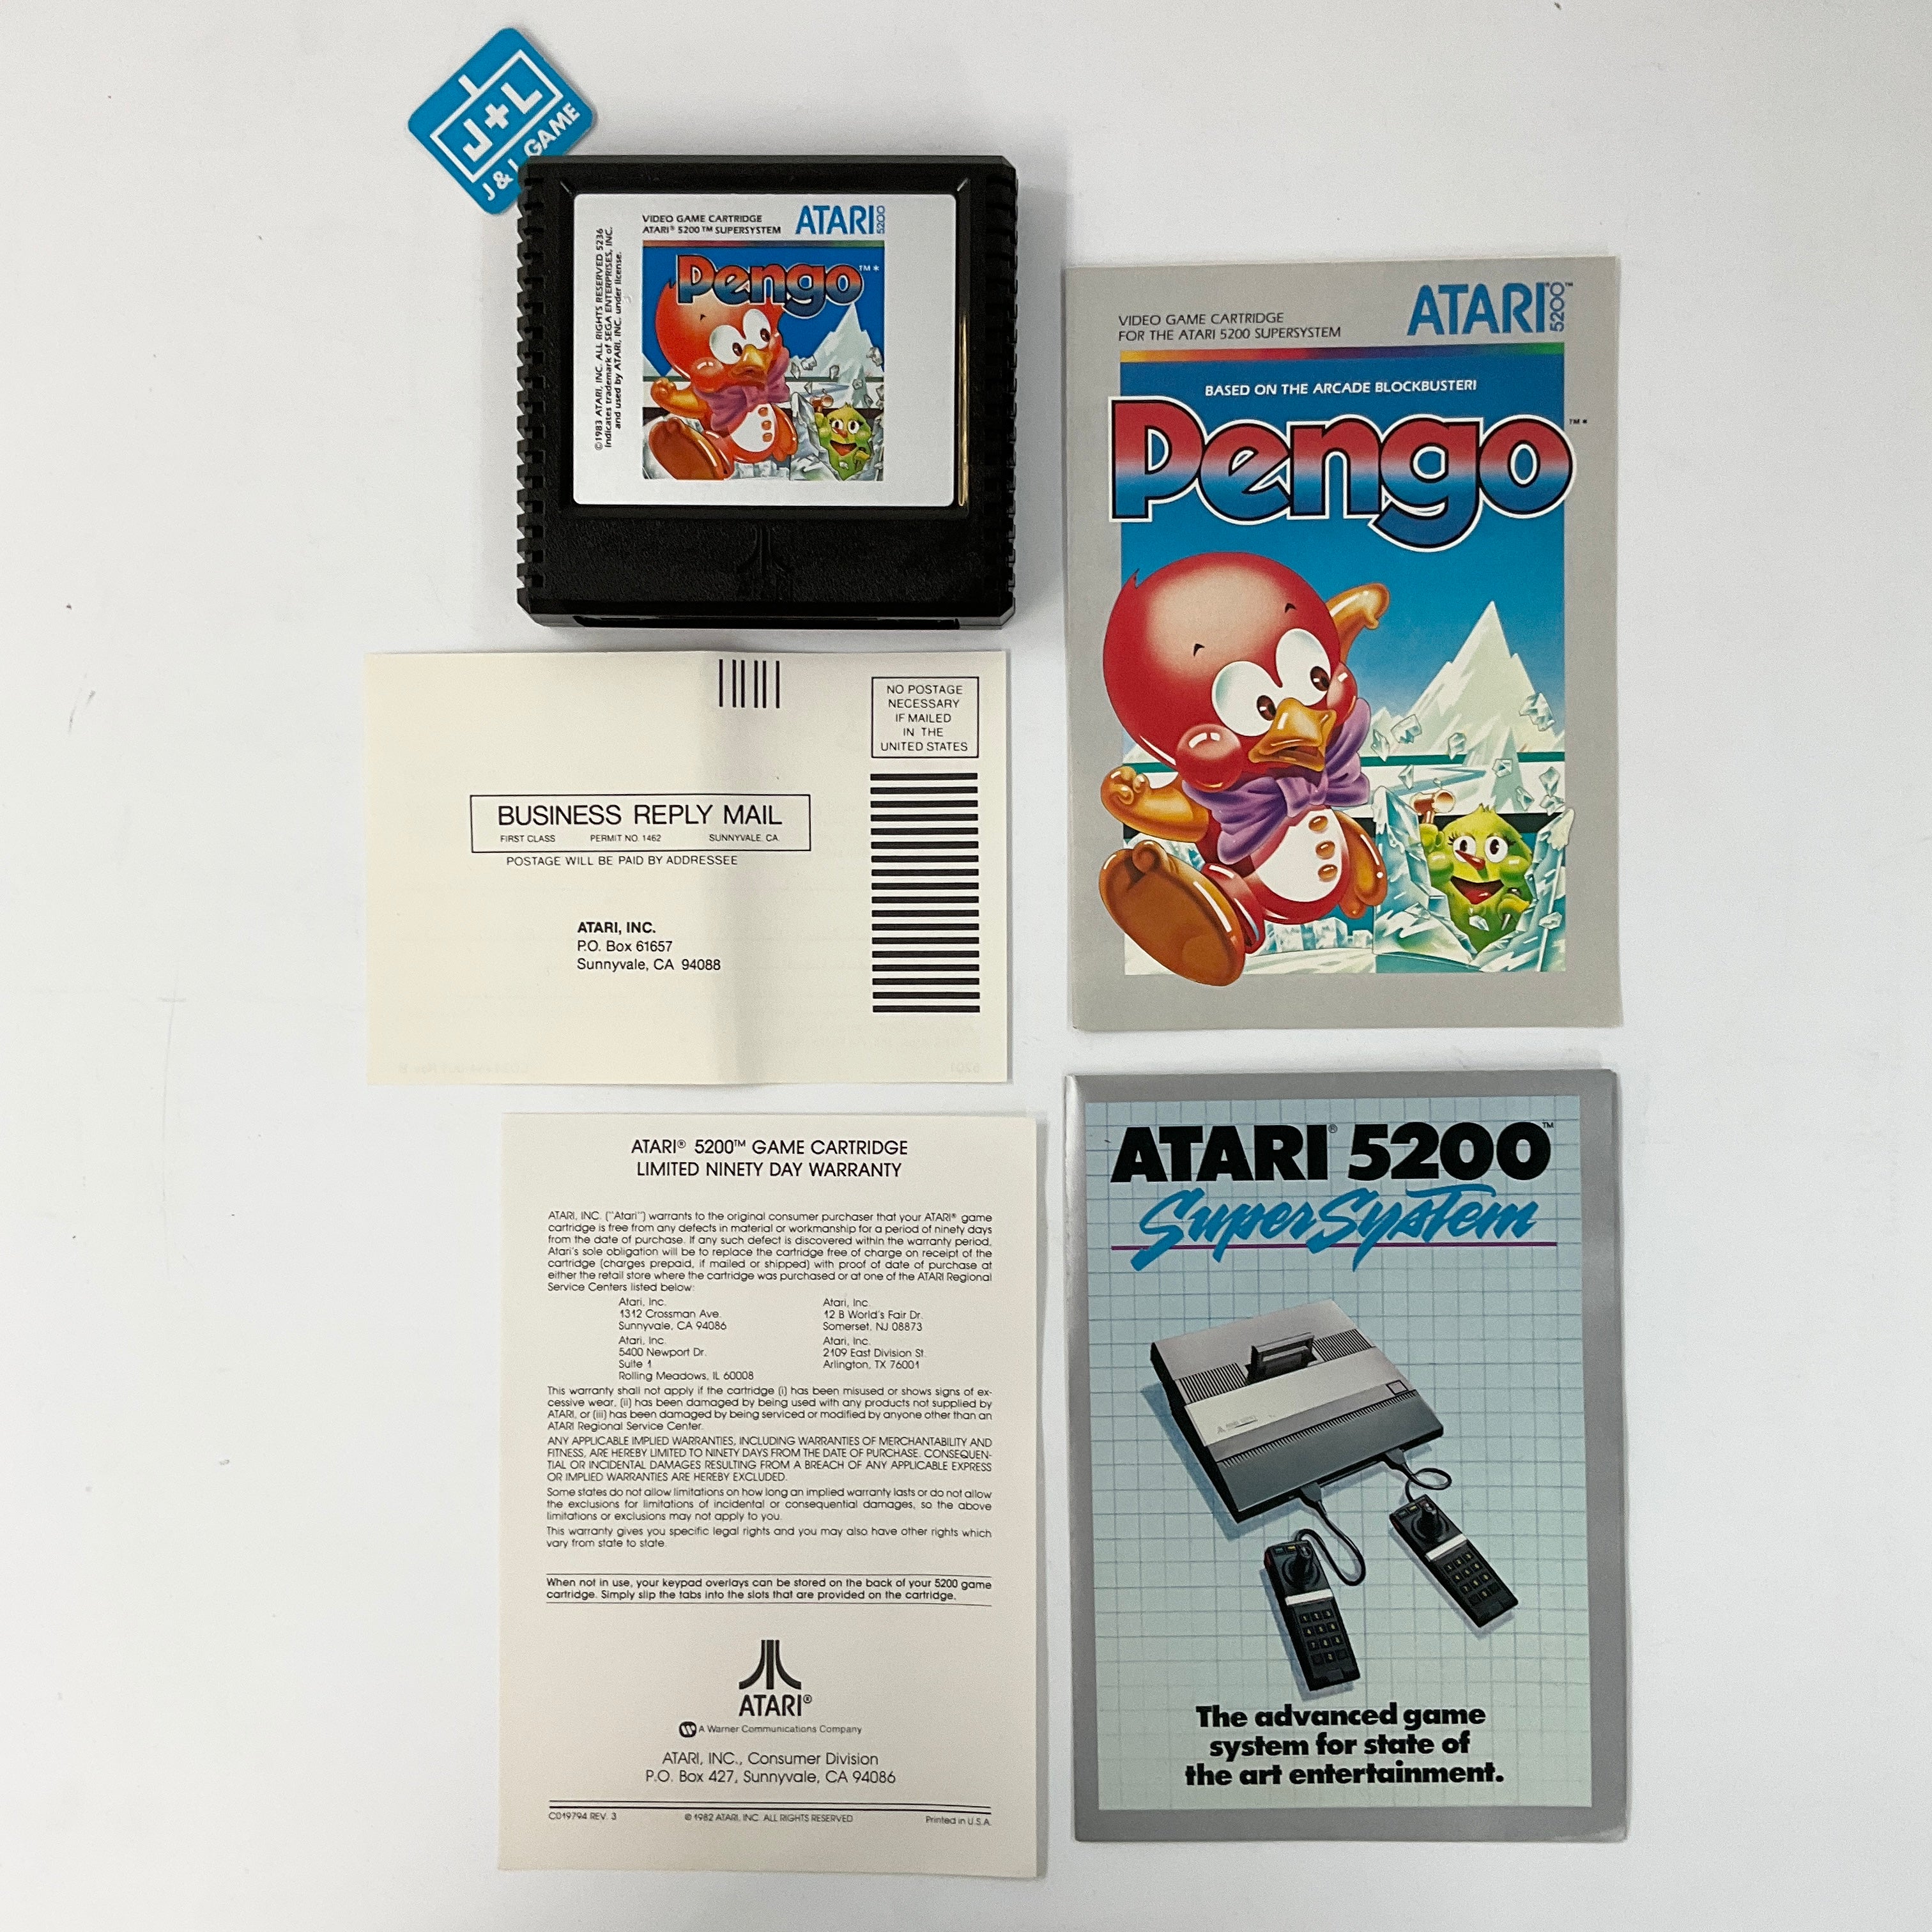 J+L
J & L GAME
©1983 ATARI, INC. ALL RIGHTS RESERVED 5236
Indicates trademark of SEGA ENTERPRISES, INC.
and used by ATARI, INC. under license.
VIDEO GAME CARTRIDGE
ATARI® 5200™ SUPERSYSTEM
ATARI 5200
Pengo™*
VIDEO GAME CARTRIDGE
FOR THE ATARI 5200 SUPERSYSTEM
ATARI® 5200™
BASED ON THE ARCADE BLOCKBUSTER!
Pengo™*
NO POSTAGE
NECESSARY
IF MAILED
IN THE
UNITED STATES
BUSINESS REPLY MAIL
FIRST CLASS PERMIT NO. 1462 SUNNYVALE, CA.
POSTAGE WILL BE PAID BY ADDRESSEE
ATARI, INC.
P.O. Box 61657
Sunnyvale, CA 94088
ATARI® 5200™ GAME CARTRIDGE
LIMITED NINETY DAY WARRANTY
ATARI, INC. ("Atari") warrants to the original consumer purchaser that your ATARI® game
cartridge is free from any defects in material or workmanship for a period of ninety days
from the date of purchase. If any such defect is discovered within the warranty period,
Atari's sole obligation will be to replace the cartridge free of charge on receipt of the
cartridge (charges prepaid, if mailed or shipped) with proof of date of purchase at
either the retail store where the cartridge was purchased or at one of the ATARI Regional
Service Centers listed below:
Atari, Inc.
1312 Crossman Ave.
Sunnyvale, CA 94086
Atari, Inc.
5400 Newport Dr.
Suite 1
Rolling Meadows, IL 60008
Atari, Inc.
12 B World's Fair Dr.
Somerset, NJ 08873
Atari, Inc.
2109 East Division St.
Arlington, TX 76001
This warranty shall not apply if the cartridge (i) has been misused or shows signs of ex-
cessive wear, (ii) has been damaged by being used with any products not supplied by
ATARI, or (iii) has been damaged by being serviced or modified by anyone other than an
ATARI Regional Service Center.
ANY APPLICABLE IMPLIED WARRANTIES, INCLUDING WARRANTIES OF MERCHANTABILITY AND
FITNESS, ARE HEREBY LIMITED TO NINETY DAYS FROM THE DATE OF PURCHASE. CONSEQUEN-
TIAL OR INCIDENTAL DAMAGES RESULTING FROM A BREACH OF ANY APPLICABLE EXPRESS
OR IMPLIED WARRANTIES ARE HEREBY EXCLUDED.
Some states do not allow limitations on how long an implied warranty lasts or do not allow
the exclusions for limitations of incidental or consequential damages, so the above
limitations or exclusions may not apply to you.
This warranty gives you specific legal rights and you may also have other rights which
vary from state to state.
When not in use, your keypad overlays can be stored on the back of your 5200 game
cartridge. Simply slip the tabs into the slots that are provided on the cartridge.
ATARI®
A Warner Communications Company
ATARI, INC., Consumer Division
P.O. Box 427, Sunnyvale, CA 94086
C019794 REV. 3 © 1982 ATARI, INC. ALL RIGHTS RESERVED Printed in U.S.A.
ATARI® 5200™
SuperSystem
The advanced game
system for state of
the art entertainment.